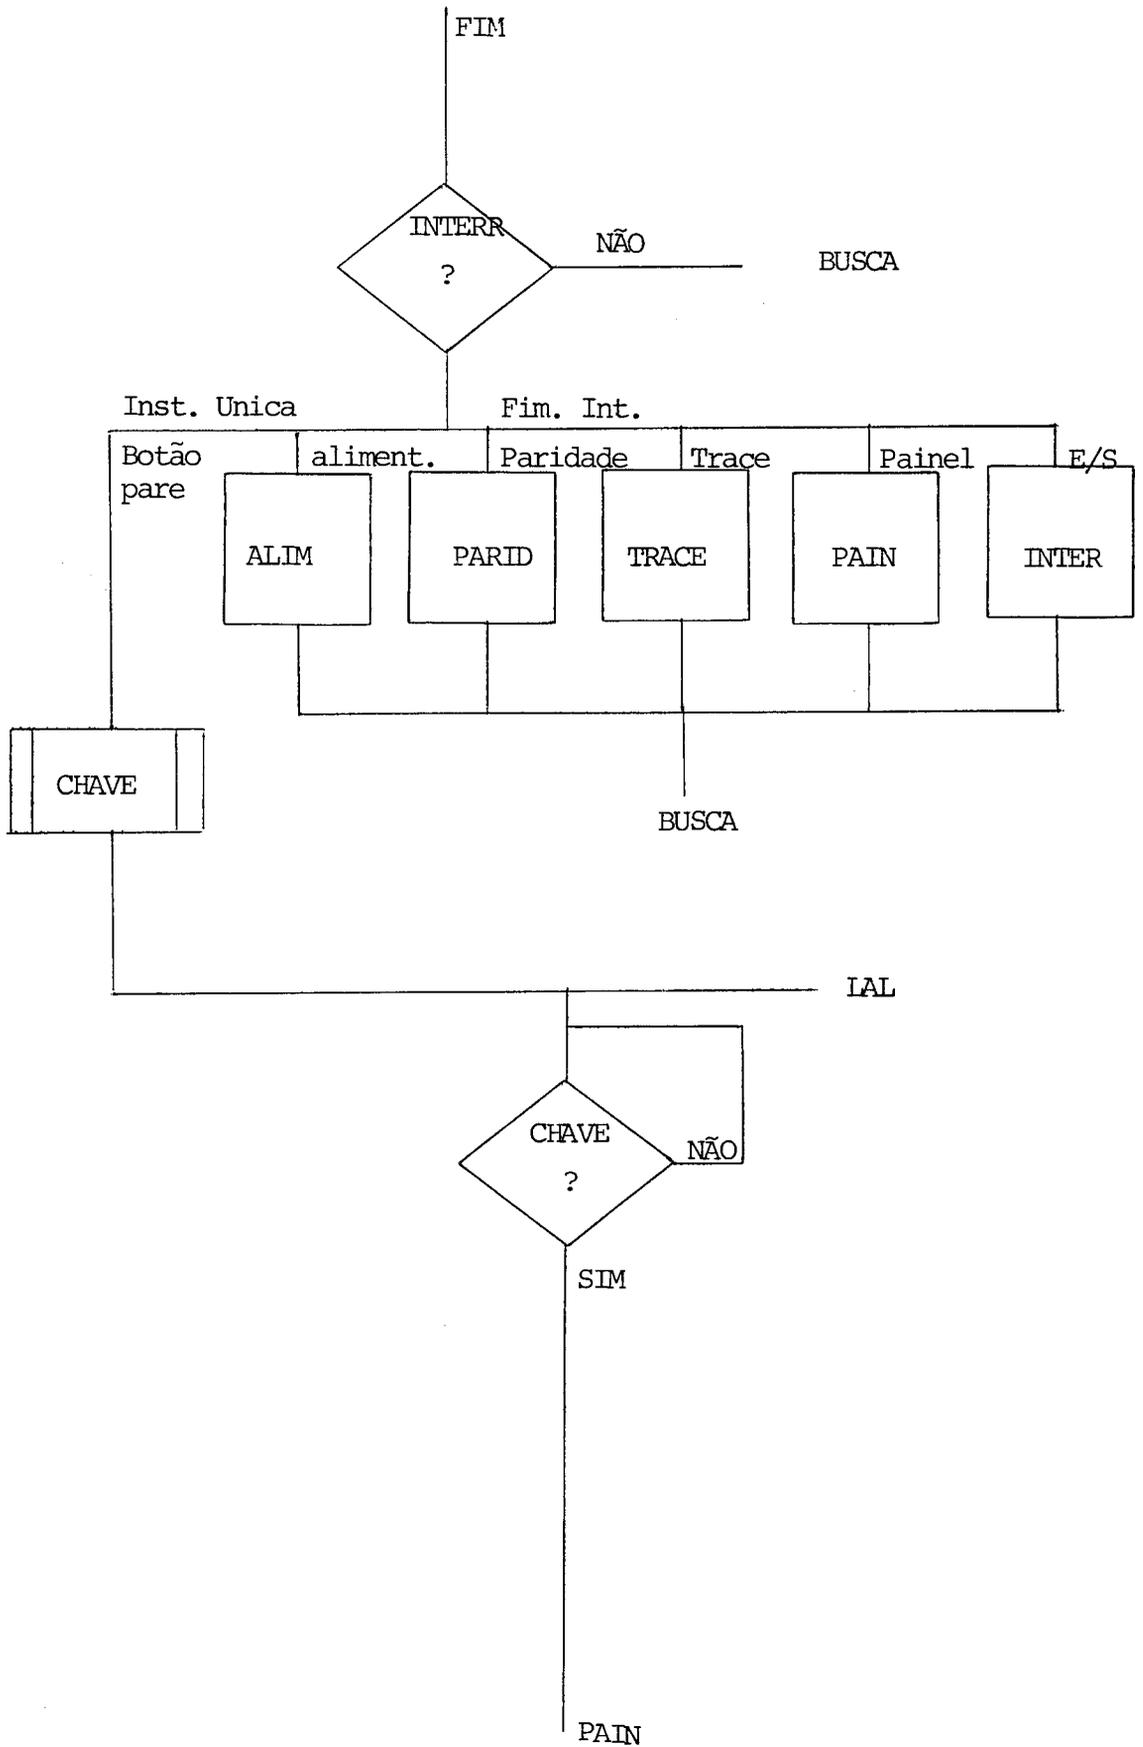 FIM
INTERR
?
NÃO
BUSCA
Inst. Unica
Fim. Int.
Botão
pare
aliment.
Paridade
Trace
Painel
E/S
ALIM
PARID
TRACE
PAIN
INTER
CHAVE
BUSCA
LAL
CHAVE
?
NÃO
SIM
PAIN